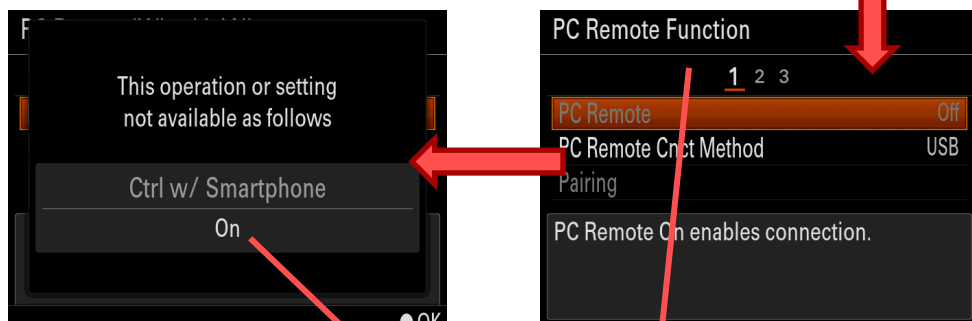 This operation or setting
not available as follows
Ctrl w/ Smartphone
On
OK
PC Remote Function
1 2 3
PC Remote Off
PC Remote Cnct Method USB
Pairing
PC Remote On enables connection.